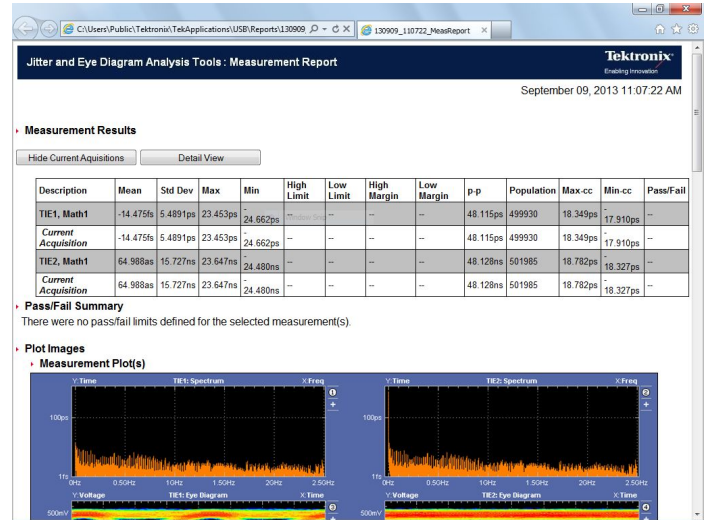 C:\Users\Public\Tektronix\TekApplications\USB\Reports\130909
130909_110722_MeasReport
Jitter and Eye Diagram Analysis Tools : Measurement Report
Tektronix
Enabling Innovation
September 09, 2013 11:07:22 AM
Measurement Results
Hide Current Aquisitions Detail View
Description Mean Std Dev Max Min High Limit Low Limit High Margin Low Margin p-p Population Max-cc Min-cc Pass/Fail
TIE1, Math1 -14.475fs 5.4891ps 23.453ps -24.662ps -- -- -- -- 48.115ps 499930 18.349ps -17.910ps --
Current Acquisition -14.475fs 5.4891ps 23.453ps -24.662ps -- -- -- -- 48.115ps 499930 18.349ps -17.910ps --
TIE2, Math1 64.988as 15.727ns 23.647ns -24.480ns -- -- -- -- 48.128ns 501985 18.782ps -18.327ps --
Current Acquisition 64.988as 15.727ns 23.647ns -24.480ns -- -- -- -- 48.128ns 501985 18.782ps -18.327ps --
Pass/Fail Summary
There were no pass/fail limits defined for the selected measurement(s).
Plot Images
Measurement Plot(s)
Y:Time TIE1: Spectrum X:Freq
100ps
1fs
0Hz 0.5GHz 1GHz 1.5GHz 2GHz 2.5GHz
Y:Voltage TIE1: Eye Diagram X:Time
500mV
Y:Time TIE2: Spectrum X:Freq
100ps
1fs
0Hz 0.5GHz 1GHz 1.5GHz 2GHz 2.5GHz
Y:Voltage TIE2: Eye Diagram X:Time
500mV